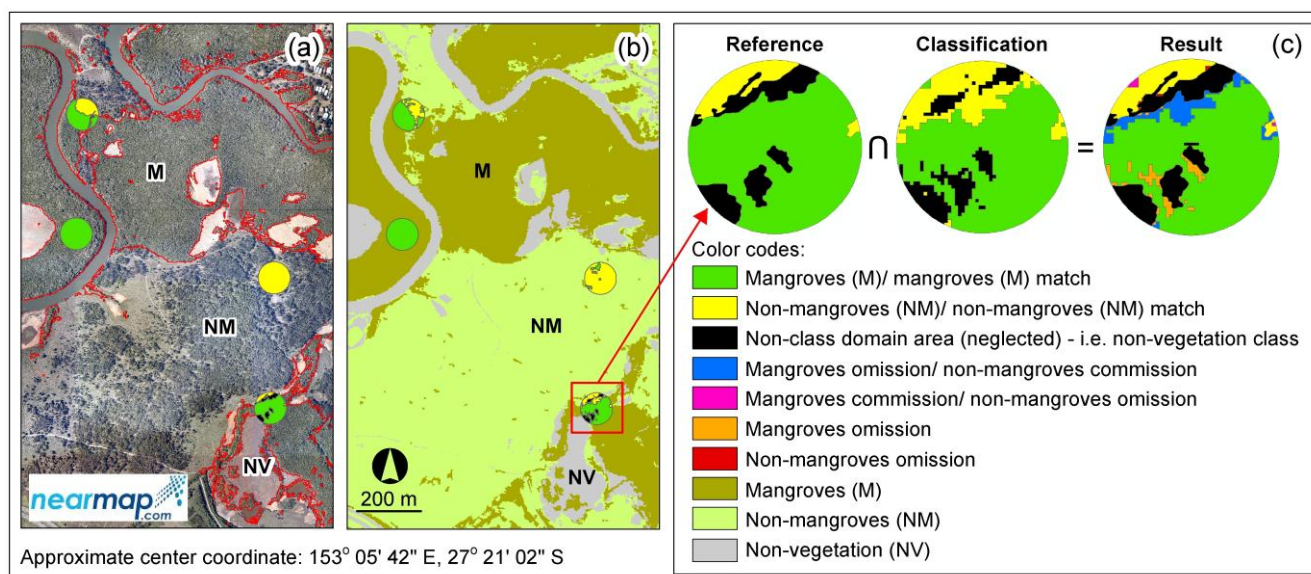 (a)
M
NM
NV
nearmap
.com
(b)
M
NM
NV
200 m
Approximate center coordinate: 153° 05' 42" E, 27° 21' 02" S
(c)
Reference Classification Result
∩ =
Color codes:
Mangroves (M)/ mangroves (M) match
Non-mangroves (NM)/ non-mangroves (NM) match
Non-class domain area (neglected) - i.e. non-vegetation class
Mangroves omission/ non-mangroves commission
Mangroves commission/ non-mangroves omission
Mangroves omission
Non-mangroves omission
Mangroves (M)
Non-mangroves (NM)
Non-vegetation (NV)